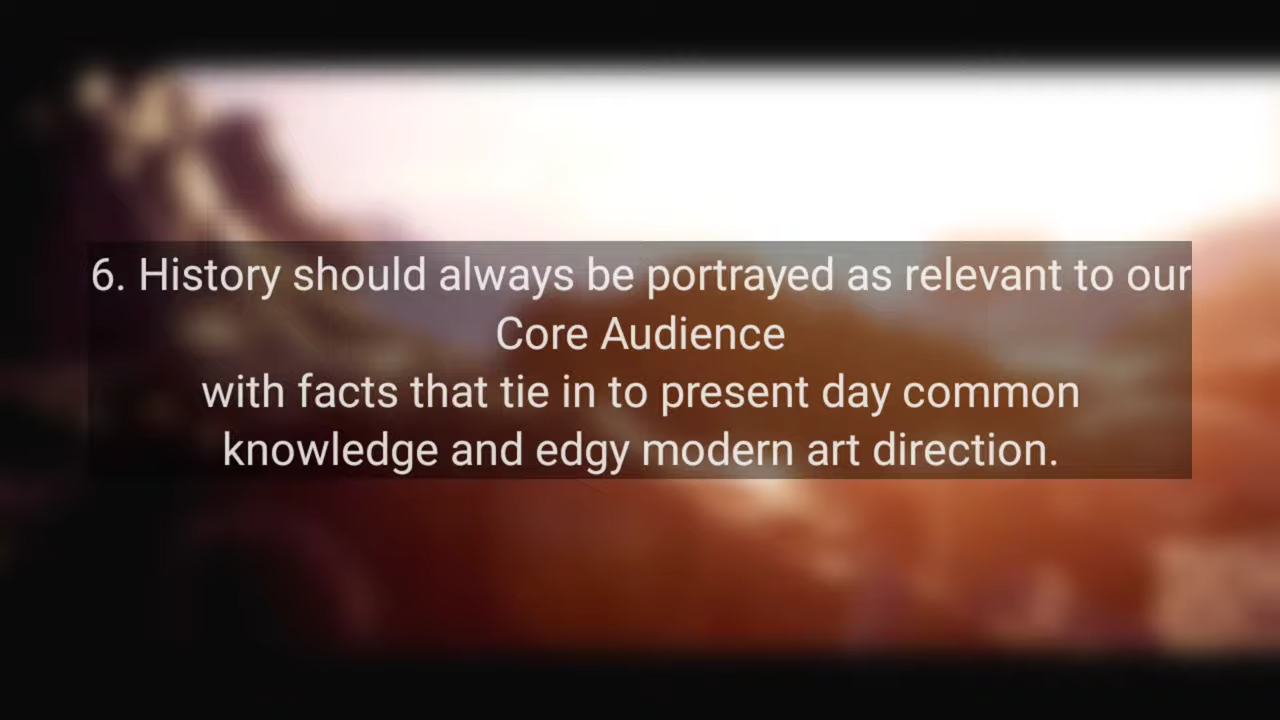 6. History should always be portrayed as relevant to our
Core Audience
with facts that tie in to present day common
knowledge and edgy modern art direction.